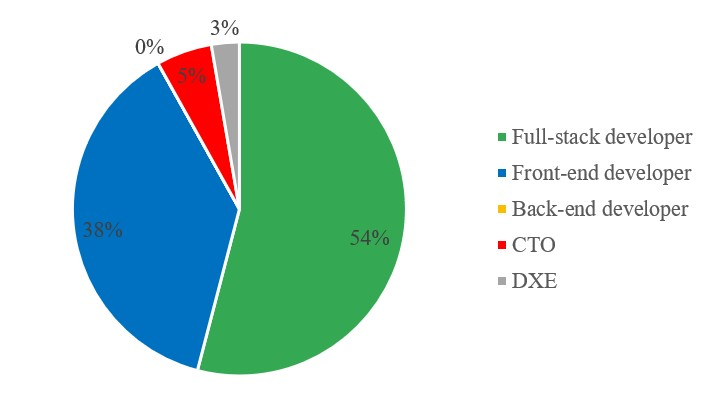 3%
0%
5%
38%
54%
Full-stack developer
Front-end developer
Back-end developer
CTO
DXE